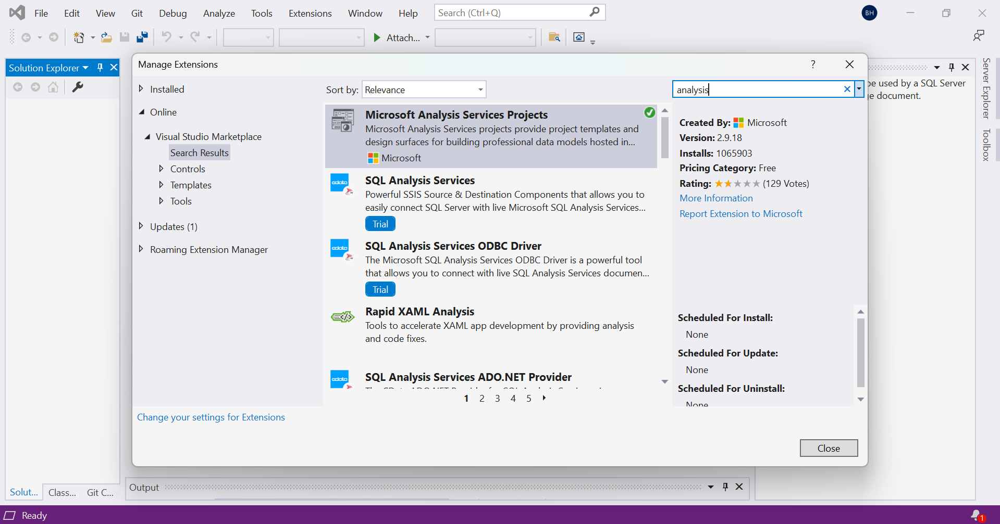 File Edit View Git Debug Analyze Tools Extensions Window Help Search (Ctrl+Q) BH
Attach...
Solution Explorer
Manage Extensions ?
Installed
Online
Visual Studio Marketplace
Search Results
Controls
Templates
Tools
Updates (1)
Roaming Extension Manager
Sort by: Relevance
analysis
Microsoft Analysis Services Projects
Microsoft Analysis Services projects provide project templates and
design surfaces for building professional data models hosted in...
Microsoft
SQL Analysis Services
Powerful SSIS Source & Destination Components that allows you to
easily connect SQL Server with live Microsoft SQL Analysis Services...
Trial
SQL Analysis Services ODBC Driver
The Microsoft SQL Analysis Services ODBC Driver is a powerful tool
that allows you to connect with live SQL Analysis Services documen...
Trial
Rapid XAML Analysis
Tools to accelerate XAML app development by providing analysis
and code fixes.
SQL Analysis Services ADO.NET Provider
1 2 3 4 5
Created By: Microsoft
Version: 2.9.18
Installs: 1065903
Pricing Category: Free
Rating: (129 Votes)
More Information
Report Extension to Microsoft
Scheduled For Install:
None
Scheduled For Update:
None
Scheduled For Uninstall:
None
Change your settings for Extensions
Close
be used by a SQL Server
document.
Server Explorer
Toolbox
Solut... Class... Git C...
Output
Ready
1